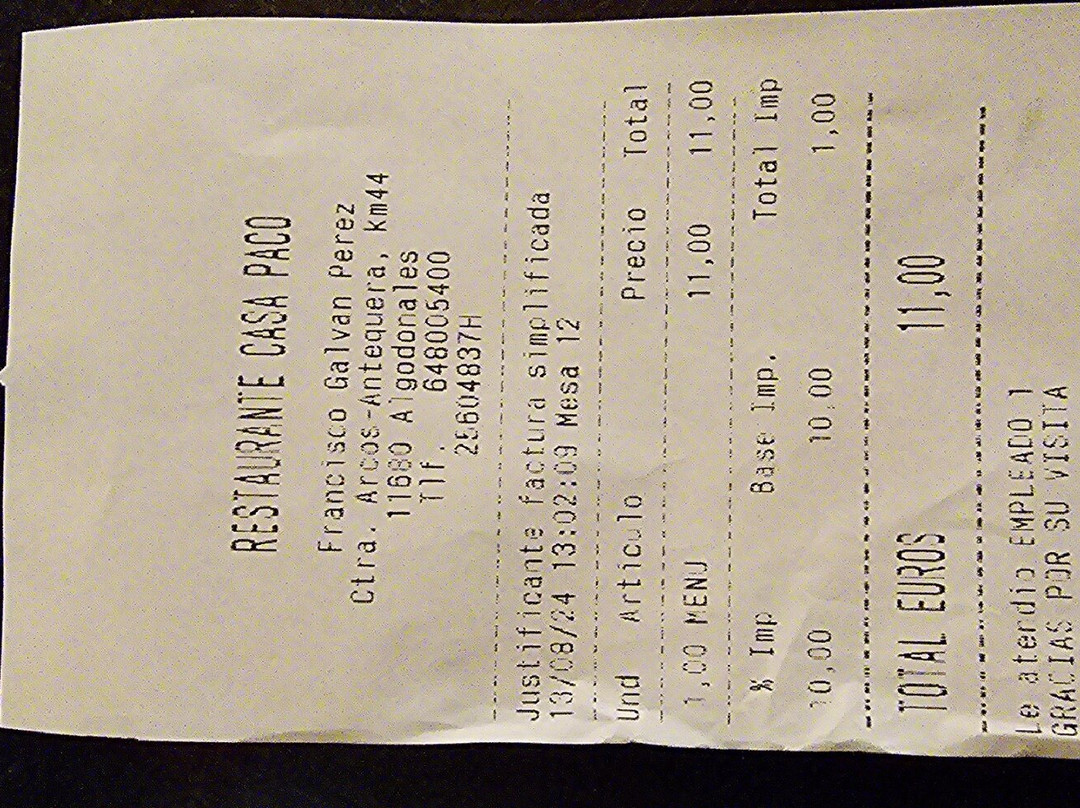 RESTAURANTE CASA PACO
Francisco Galvan Perez
Ctra. Arcos-Antequera, Km44
11680 Algodonales
Tlf. 648005400
25604837H
Justificante factura simplificada
13/08/24 13:02:09 Mesa 12
Und Articulo Precio Total
1,00 MENU 11,00 11,00
% Imp Base Imp. Total Imp
10,00 10,00 1,00
TOTAL EUROS 11,00
Le atendio EMPLEADO 1
GRACIAS POR SU VISITA